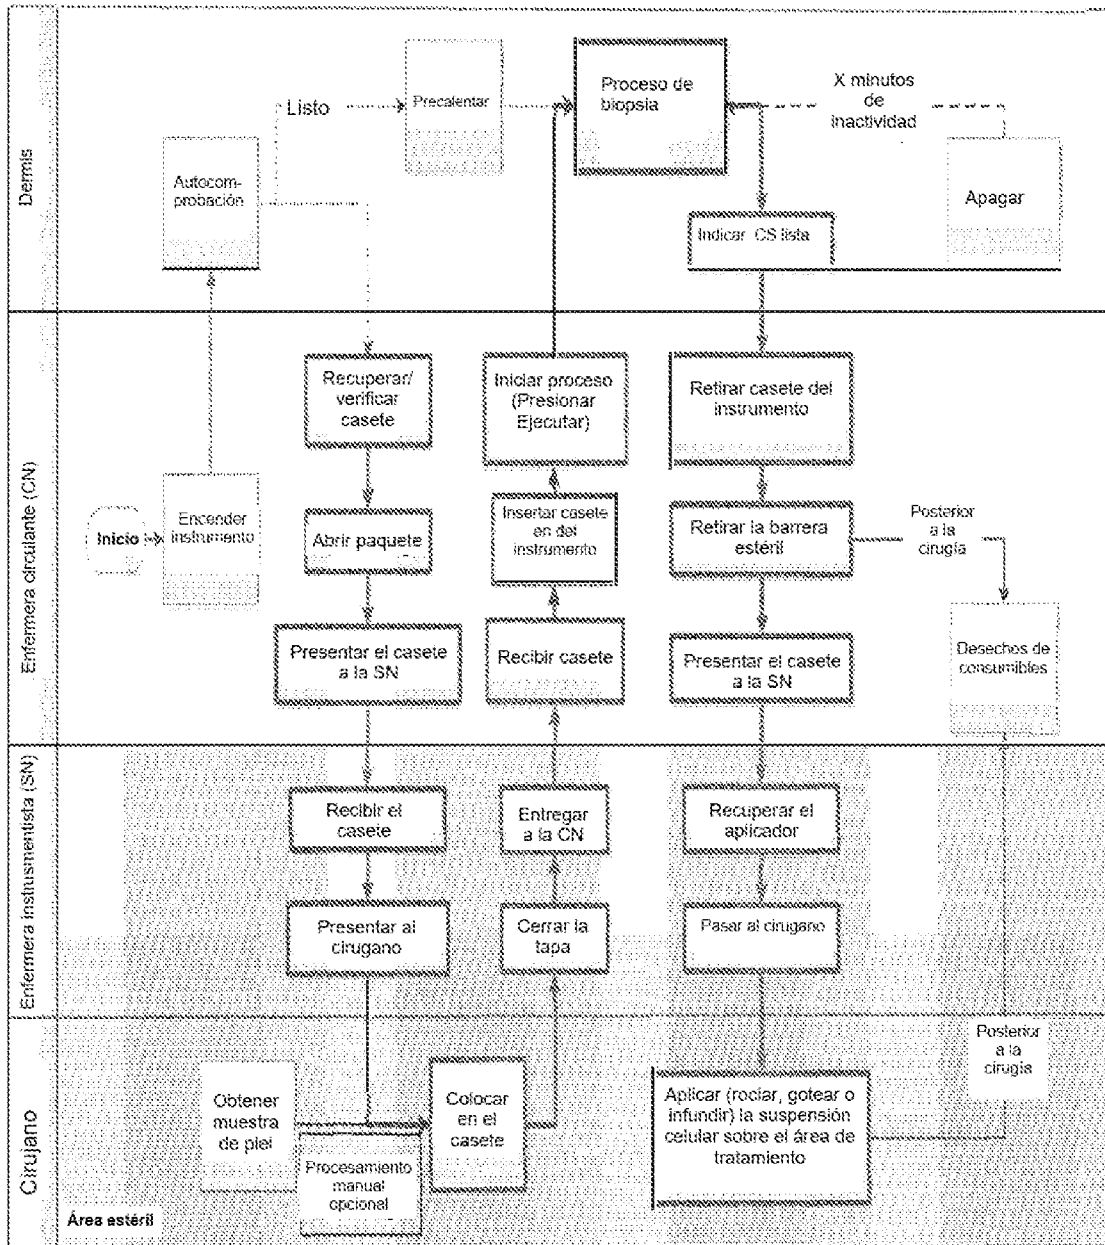 Dermis
Listo
Precalentar
Proceso de
biopsia
X minutos
de
inactividad
Autocom-
probación
Apagar
Indicar CS lista
Enfermera circulante (CN)
Recuperar/
verificar
casete
Iniciar proceso
(Presionar
Ejecutar)
Retirar casete del
instrumento
Inicio
Encender
instrumento
Abrir paquete
Insertar casete
en del
instrumento
Retirar la barrera
estéril
Posterior
a la
cirugía
Presentar el casete
a la SN
Recibir casete
Presentar el casete
a la SN
Desechos de
consumibles
Enfermera instrusmentista (SN)
Recibir el
casete
Entregar
a la CN
Recuperar el
aplicador
Presentar al
cirugano
Cerrar la
tapa
Pasar al cirugano
Cirujano
Obtener
muestra
de piel
Procesamiento
manual
opcional
Colocar
en el
casete
Aplicar (rociar, gotear o
infundir) la suspensión
celular sobre el área de
tratamiento
Posterior
a la
cirugía
Área estéril